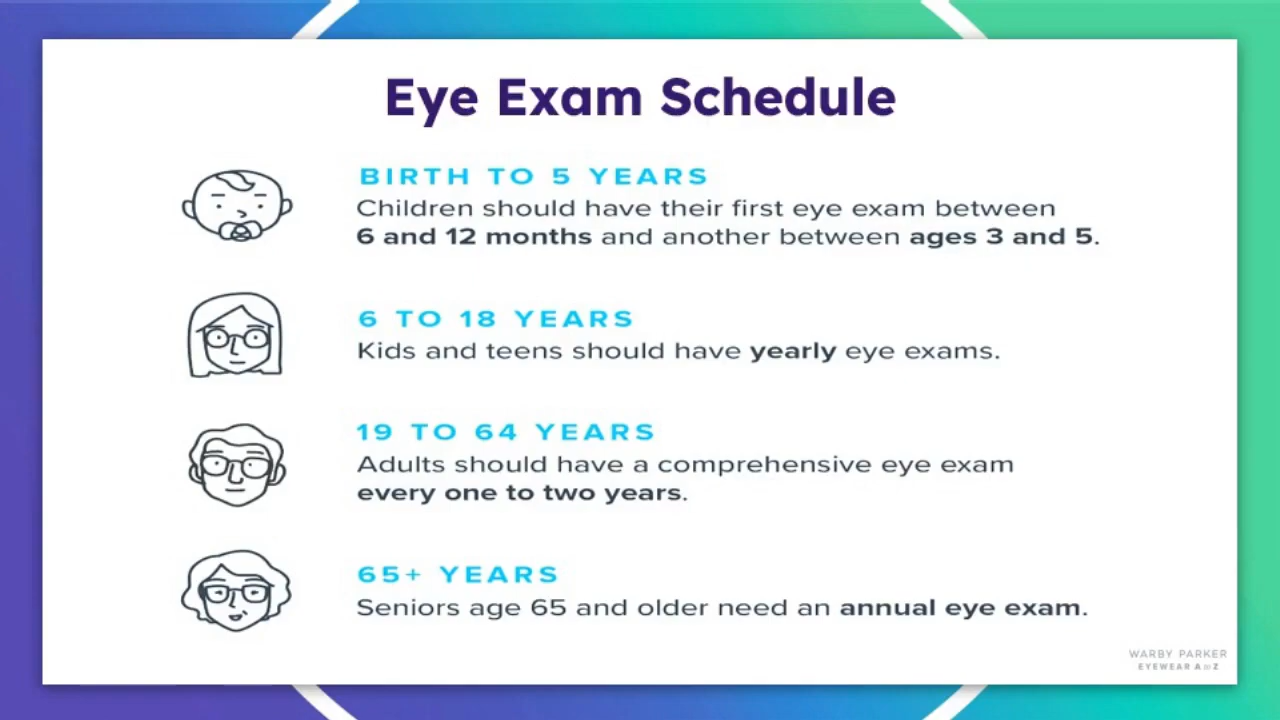 Eye Exam Schedule
BIRTH TO 5 YEARS
Children should have their first eye exam between
6 and 12 months and another between ages 3 and 5.
6 TO 18 YEARS
Kids and teens should have yearly eye exams.
19 TO 64 YEARS
Adults should have a comprehensive eye exam
every one to two years.
65+ YEARS
Seniors age 65 and older need an annual eye exam.
WARBY PARKER
EYEWEAR A TO Z